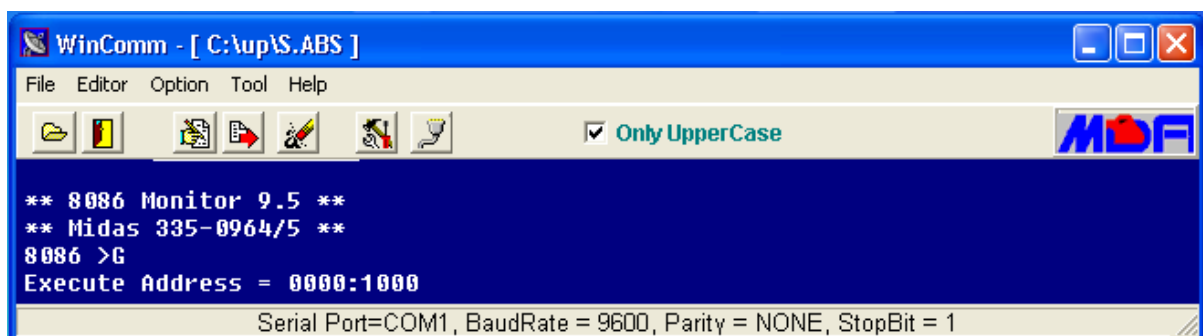 WinComm - [ C:\up\S.ABS ]
File Editor Option Tool Help
Only UpperCase
MDA
** 8086 Monitor 9.5 **
** Midas 335-0964/5 **
8086 >G
Execute Address = 0000:1000
Serial Port=COM1, BaudRate = 9600, Parity = NONE, StopBit = 1